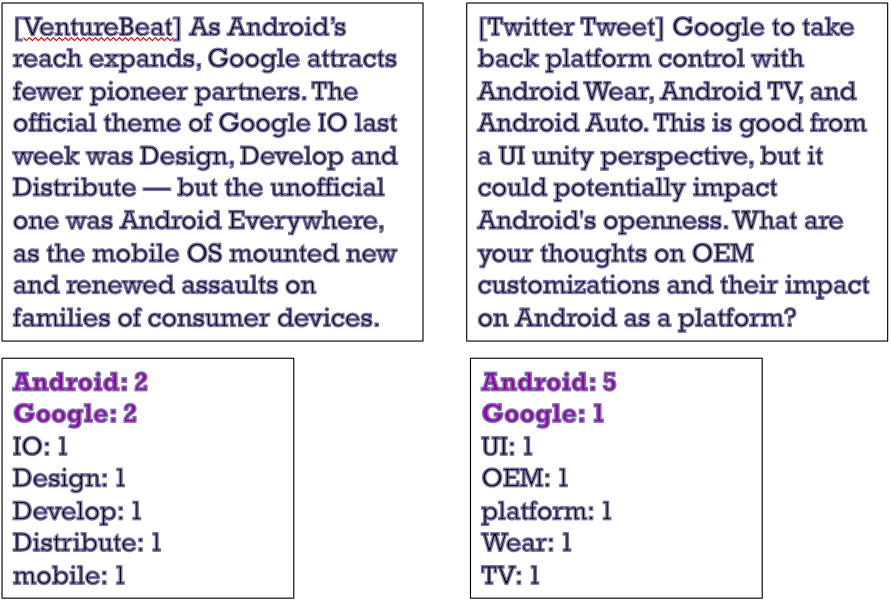 [VentureBeat] As Android’s
reach expands, Google attracts
fewer pioneer partners. The
official theme of Google IO last
week was Design, Develop and
Distribute — but the unofficial
one was Android Everywhere,
as the mobile OS mounted new
and renewed assaults on
families of consumer devices.
[Twitter Tweet] Google to take
back platform control with
Android Wear, Android TV, and
Android Auto. This is good from
a UI unity perspective, but it
could potentially impact
Android's openness. What are
your thoughts on OEM
customizations and their impact
on Android as a platform?
Android: 2
Google: 2
IO: 1
Design: 1
Develop: 1
Distribute: 1
mobile: 1
Android: 5
Google: 1
UI: 1
OEM: 1
platform: 1
Wear: 1
TV: 1